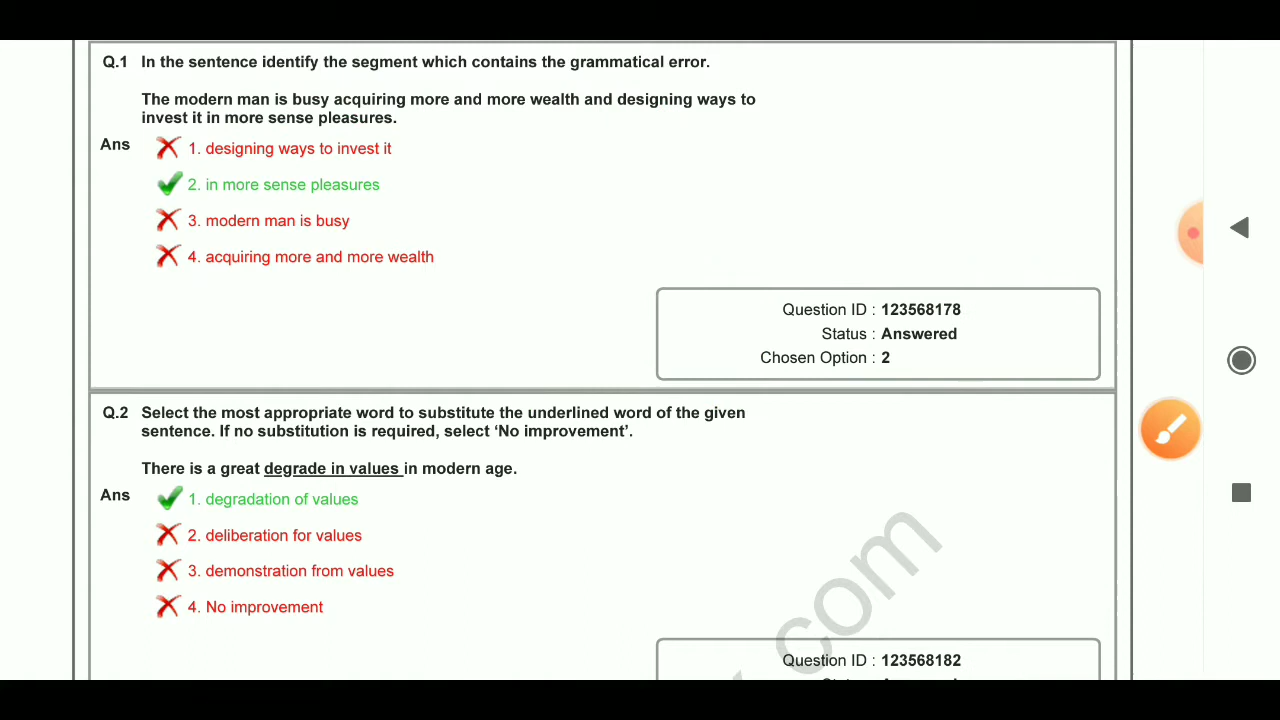 Q.1 In the sentence identify the segment which contains the grammatical error.
The modern man is busy acquiring more and more wealth and designing ways to
invest it in more sense pleasures.
Ans
1. designing ways to invest it
2. in more sense pleasures
3. modern man is busy
4. acquiring more and more wealth
Question ID : 123568178
Status : Answered
Chosen Option : 2
Q.2 Select the most appropriate word to substitute the underlined word of the given
sentence. If no substitution is required, select ‘No improvement’.
There is a great degrade in values in modern age.
Ans
1. degradation of values
2. deliberation for values
3. demonstration from values
4. No improvement
.com
Question ID : 123568182